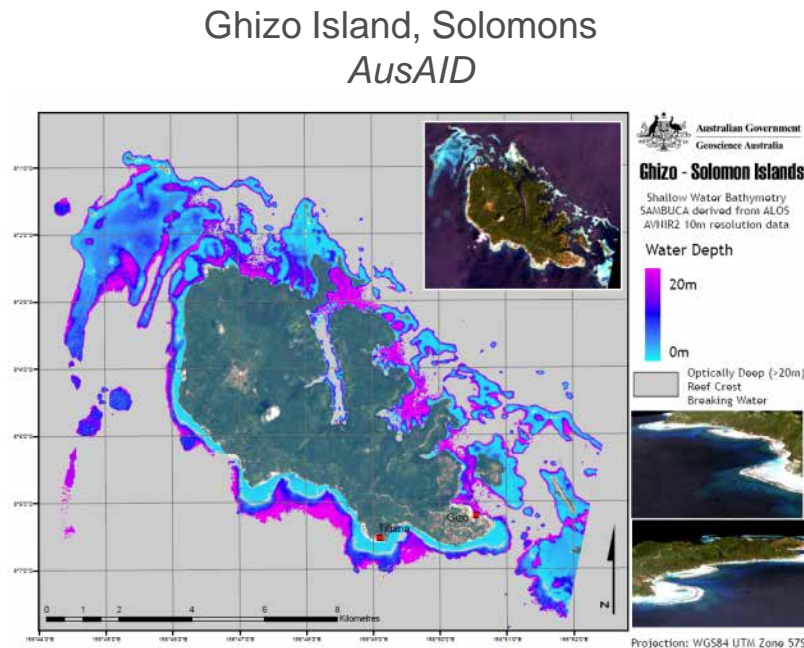 Ghizo Island, Solomons
AusAID
Australian Government
Geoscience Australia
Ghizo - Solomon Islands
Shallow Water Bathymetry
SAMBUCA derived from ALOS
AVNIR2 10m resolution data
Water Depth
20m
0m
Optically Deep (>20m)
Reef Crest
Breaking Water
Gizo
Titiana
N
0 1 2 4 6 8
Kilometres
Projection: WGS84 UTM Zone 57S